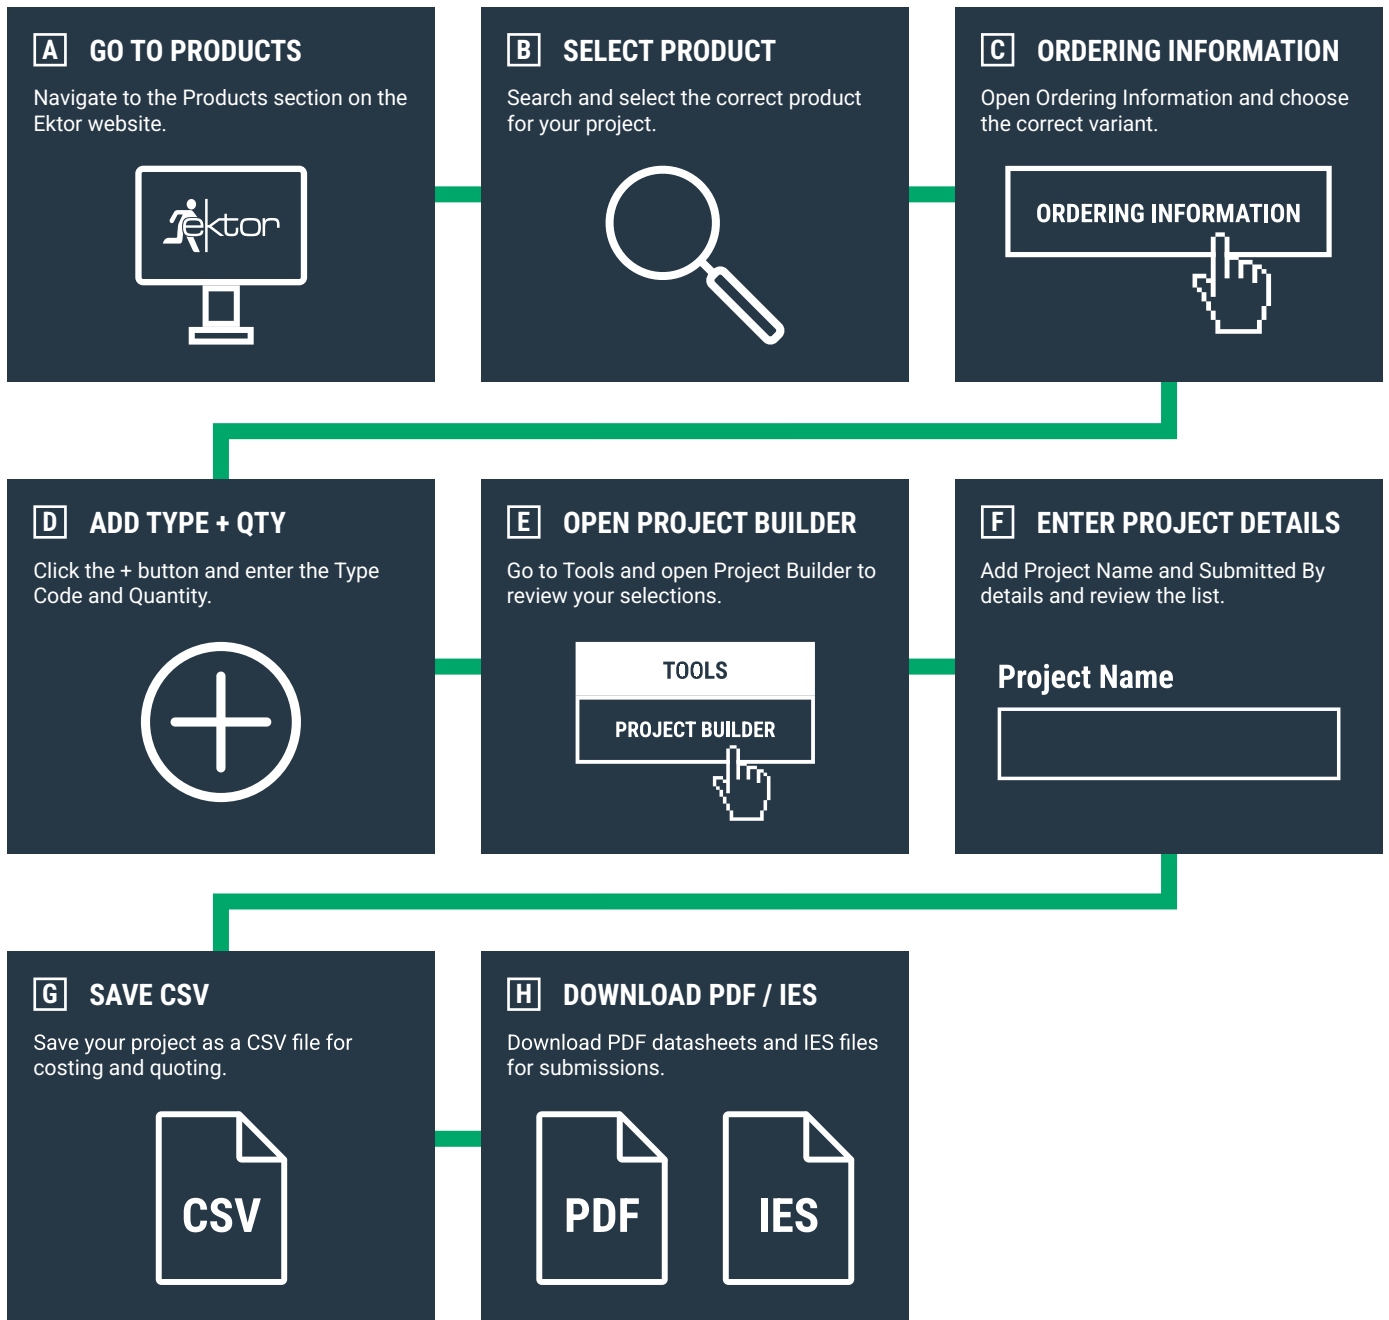 A GO TO PRODUCTS
Navigate to the Products section on the
Ektor website.
ektor
B SELECT PRODUCT
Search and select the correct product
for your project.
C ORDERING INFORMATION
Open Ordering Information and choose
the correct variant.
ORDERING INFORMATION
D ADD TYPE + QTY
Click the + button and enter the Type
Code and Quantity.
E OPEN PROJECT BUILDER
Go to Tools and open Project Builder to
review your selections.
TOOLS
PROJECT BUILDER
F ENTER PROJECT DETAILS
Add Project Name and Submitted By
details and review the list.
Project Name
G SAVE CSV
Save your project as a CSV file for
costing and quoting.
CSV
H DOWNLOAD PDF / IES
Download PDF datasheets and IES files
for submissions.
PDF
IES